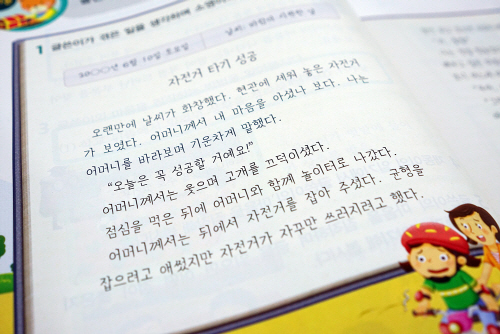 1 글쓴이가 겪은 일을 생각하며
20○○년 6월 10일 토요일
날씨: 바람이 시원한 날
자전거 타기 성공
오랜만에 날씨가 화창했다. 현관에 세워 놓은 자전거
가 보였다. 어머니께서 내 마음을 아셨나 보다. 나는
어머니를 바라보며 기운차게 말했다.
“오늘은 꼭 성공할 거예요!”
어머니께서는 웃으며 고개를 끄덕이셨다.
점심을 먹은 뒤에 어머니와 함께 놀이터로 나갔다.
어머니께서는 뒤에서 자전거를 잡아 주셨다. 균형을
잡으려고 애썼지만 자전거가 자꾸만 쓰러지려고 했다.